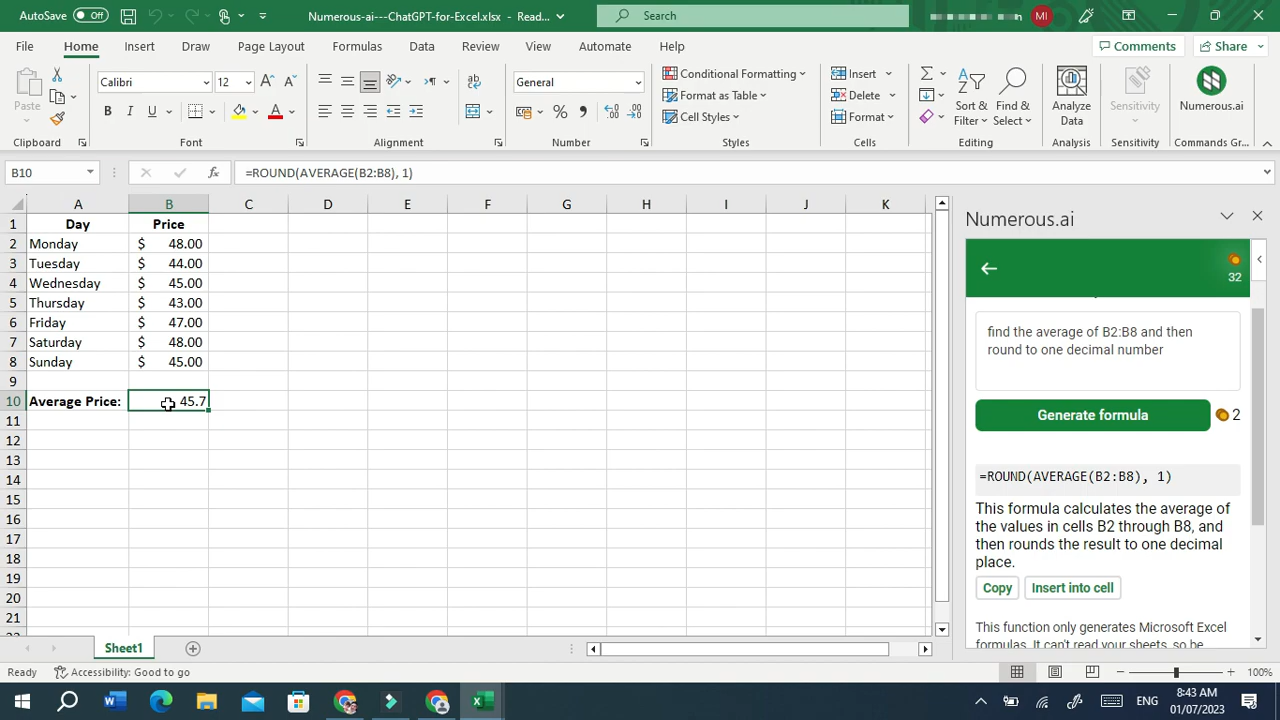 AutoSave Off
Numerous-ai---ChatGPT-for-Excel.xlsx - Read...
Search
MI
File Home Insert Draw Page Layout Formulas Data Review View Automate Help
Comments Share
Paste
Calibri 12
B I U
ab
General
$ % ,
Conditional Formatting
Format as Table
Cell Styles
Insert
Delete
Format
Sort & Filter
Find & Select
Analyze Data
Sensitivity
Numerous.ai
Clipboard Font Alignment Number Styles Cells Editing Analysis Sensitivity Commands Gr...
B10 fx =ROUND(AVERAGE(B2:B8), 1)
A B C D E F G H I J K
1 Day Price
2 Monday $ 48.00
3 Tuesday $ 44.00
4 Wednesday $ 45.00
5 Thursday $ 43.00
6 Friday $ 47.00
7 Saturday $ 48.00
8 Sunday $ 45.00
9
10 Average Price: 45.7
11
12
13
14
15
16
17
18
19
20
21
Numerous.ai
32
find the average of B2:B8 and then
round to one decimal number
Generate formula 2
=ROUND(AVERAGE(B2:B8), 1)
This formula calculates the average of
the values in cells B2 through B8, and
then rounds the result to one decimal
place.
Copy Insert into cell
This function only generates Microsoft Excel
formulas. It can't read your sheets, so be
Sheet1
Ready Accessibility: Good to go 100%
ENG
8:43 AM
01/07/2023